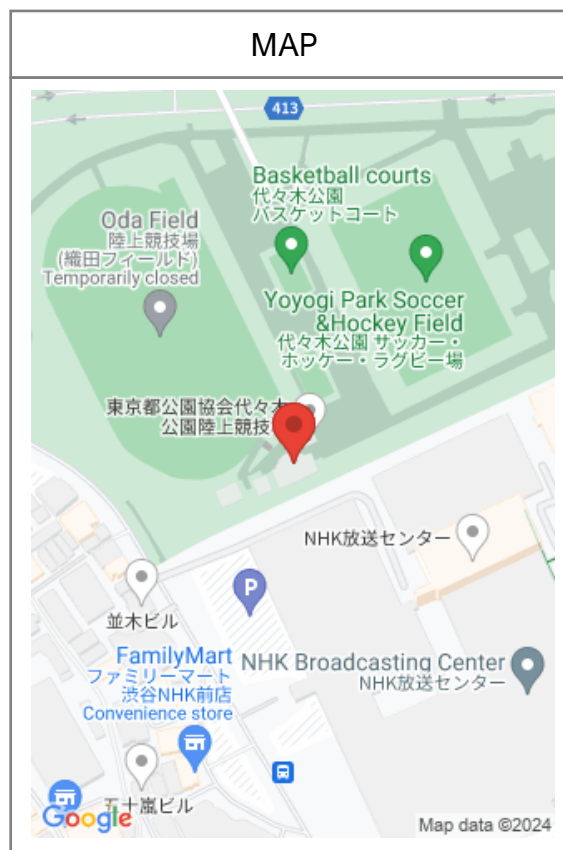 MAP
413
Basketball courts
代々木公園
バスケットコート
Oda Field
陸上競技場
(織田フィールド)
Temporarily closed
Yoyogi Park Soccer
&Hockey Field
代々木公園 サッカー・
ホッケー・ラグビー場
東京都公園協会代々木
公園陸上競技
NHK放送センター
P
並木ビル
FamilyMart
ファミリーマート
渋谷NHK前店
Convenience store
NHK Broadcasting Center
NHK放送センター
五十嵐ビル
Google
Map data ©2024